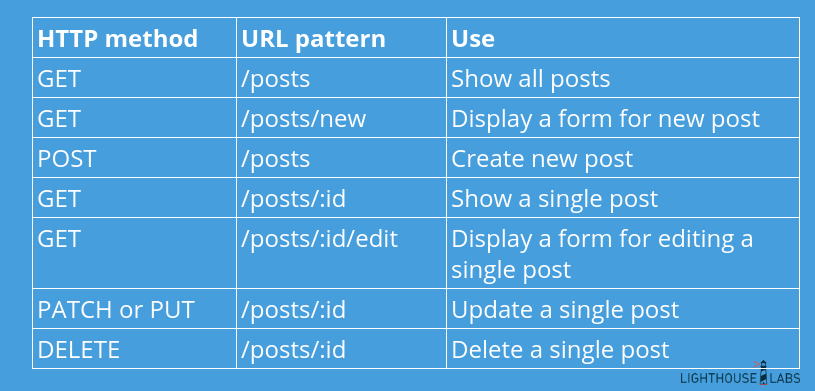 HTTP method URL pattern Use
GET /posts Show all posts
GET /posts/new Display a form for new post
POST /posts Create new post
GET /posts/:id Show a single post
GET /posts/:id/edit Display a form for editing a
single post
PATCH or PUT /posts/:id Update a single post
DELETE /posts/:id Delete a single post
LIGHTHOUSE LABS